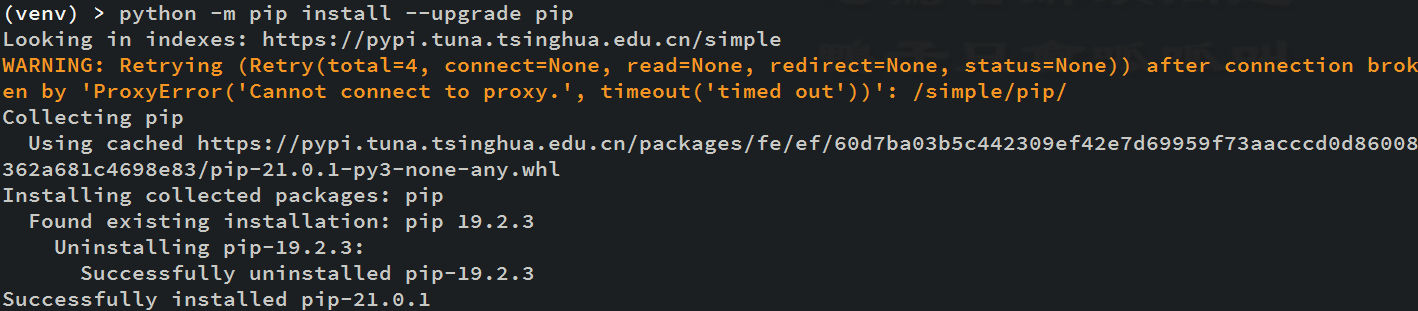 (venv) > python -m pip install --upgrade pip
Looking in indexes: https://pypi.tuna.tsinghua.edu.cn/simple
WARNING: Retrying (Retry(total=4, connect=None, read=None, redirect=None, status=None)) after connection brok
en by 'ProxyError('Cannot connect to proxy.', timeout('timed out'))': /simple/pip/
Collecting pip
  Using cached https://pypi.tuna.tsinghua.edu.cn/packages/fe/ef/60d7ba03b5c442309ef42e7d69959f73aacccd0d86008
362a681c4698e83/pip-21.0.1-py3-none-any.whl
Installing collected packages: pip
  Found existing installation: pip 19.2.3
    Uninstalling pip-19.2.3:
      Successfully uninstalled pip-19.2.3
Successfully installed pip-21.0.1